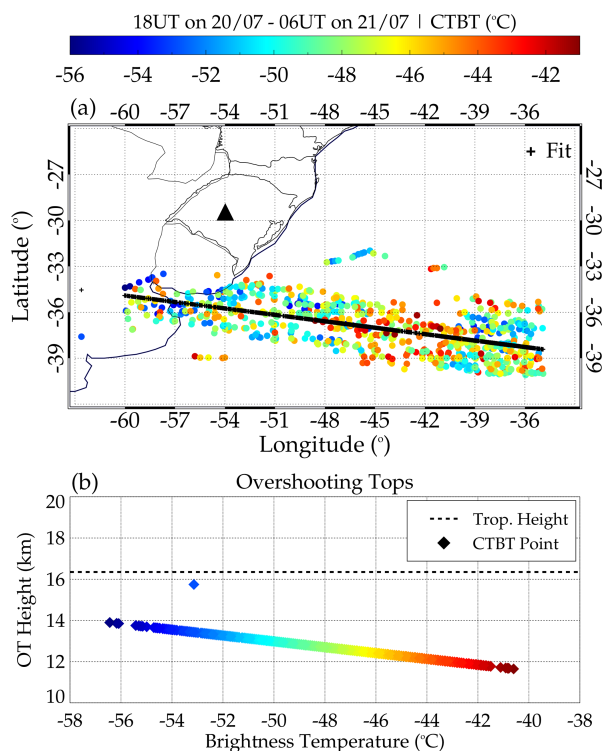 18UT on 20/07 - 06UT on 21/07 | CTBT (°C)
-56 -54 -52 -50 -48 -46 -44 -42
(a)
-60 -57 -54 -51 -48 -45 -42 -39 -35
+ Fit
-27 -27
-30 -30
-33 -33
-36 -36
-39 -39
Latitude (°)
-60 -57 -54 -51 -48 -45 -42 -39 -35
Longitude (°)
(b) Overshooting Tops
20
18
16
14
12
10
OT Height (km)
Trop. Height
CTBT Point
-58 -56 -54 -52 -50 -48 -46 -44 -42 -40 -38
Brightness Temperature (°C)